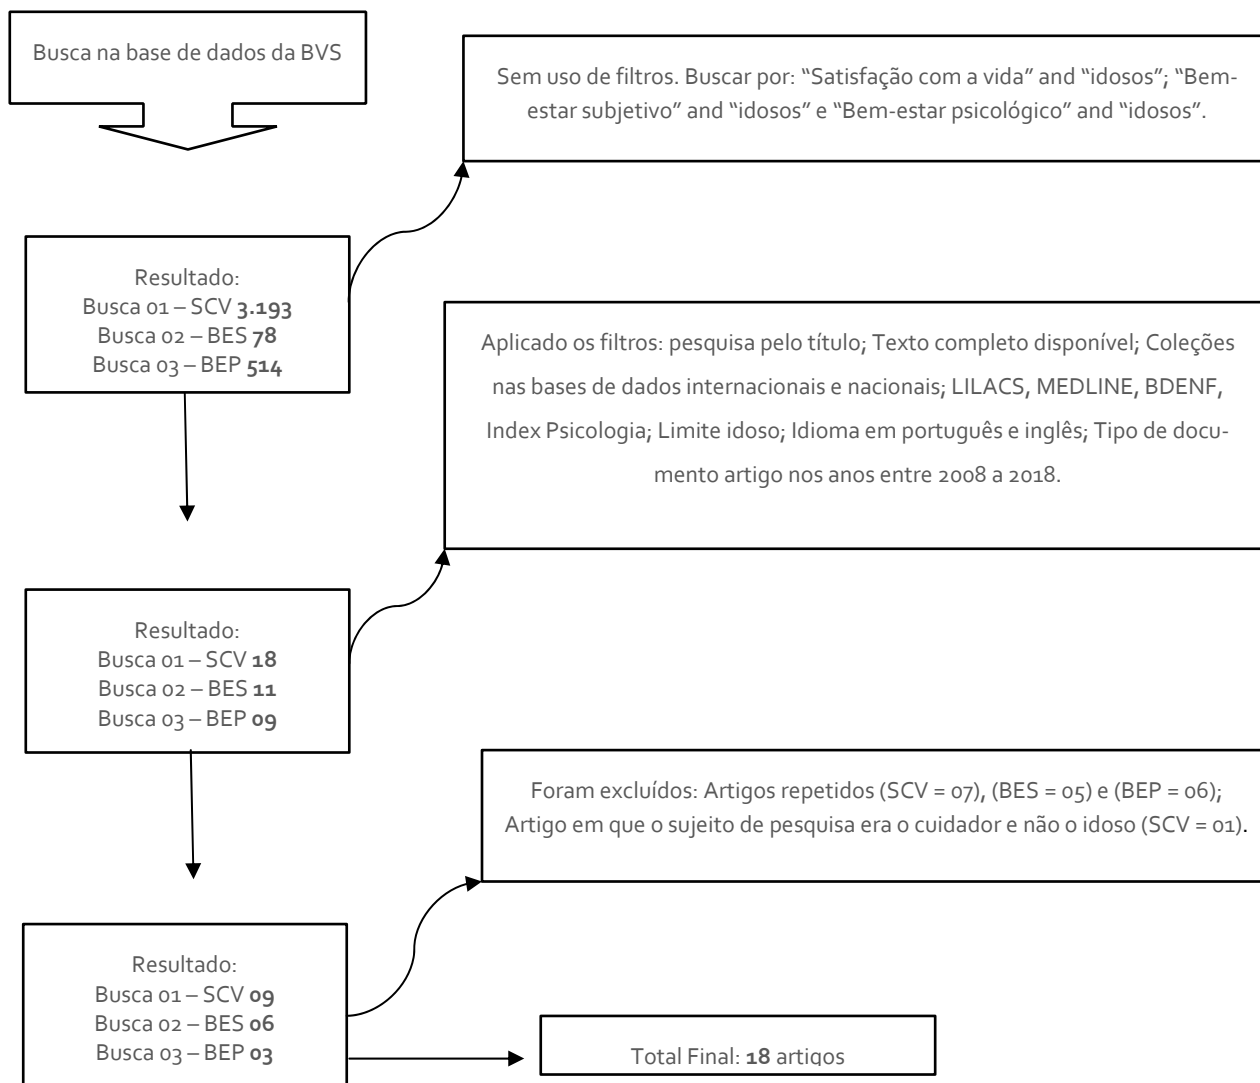 Busca na base de dados da BVS
Sem uso de filtros. Buscar por: “Satisfação com a vida” and “idosos”; “Bem-
estar subjetivo” and “idosos” e “Bem-estar psicológico” and “idosos”.
Resultado:
Busca 01 – SCV 3.193
Busca 02 – BES 78
Busca 03 – BEP 514
Aplicado os filtros: pesquisa pelo título; Texto completo disponível; Coleções
nas bases de dados internacionais e nacionais; LILACS, MEDLINE, BDENF,
Index Psicologia; Limite idoso; Idioma em português e inglês; Tipo de docu-
mento artigo nos anos entre 2008 a 2018.
Resultado:
Busca 01 – SCV 18
Busca 02 – BES 11
Busca 03 – BEP 09
Foram excluídos: Artigos repetidos (SCV = 07), (BES = 05) e (BEP = 06);
Artigo em que o sujeito de pesquisa era o cuidador e não o idoso (SCV = 01).
Resultado:
Busca 01 – SCV 09
Busca 02 – BES 06
Busca 03 – BEP 03
Total Final: 18 artigos